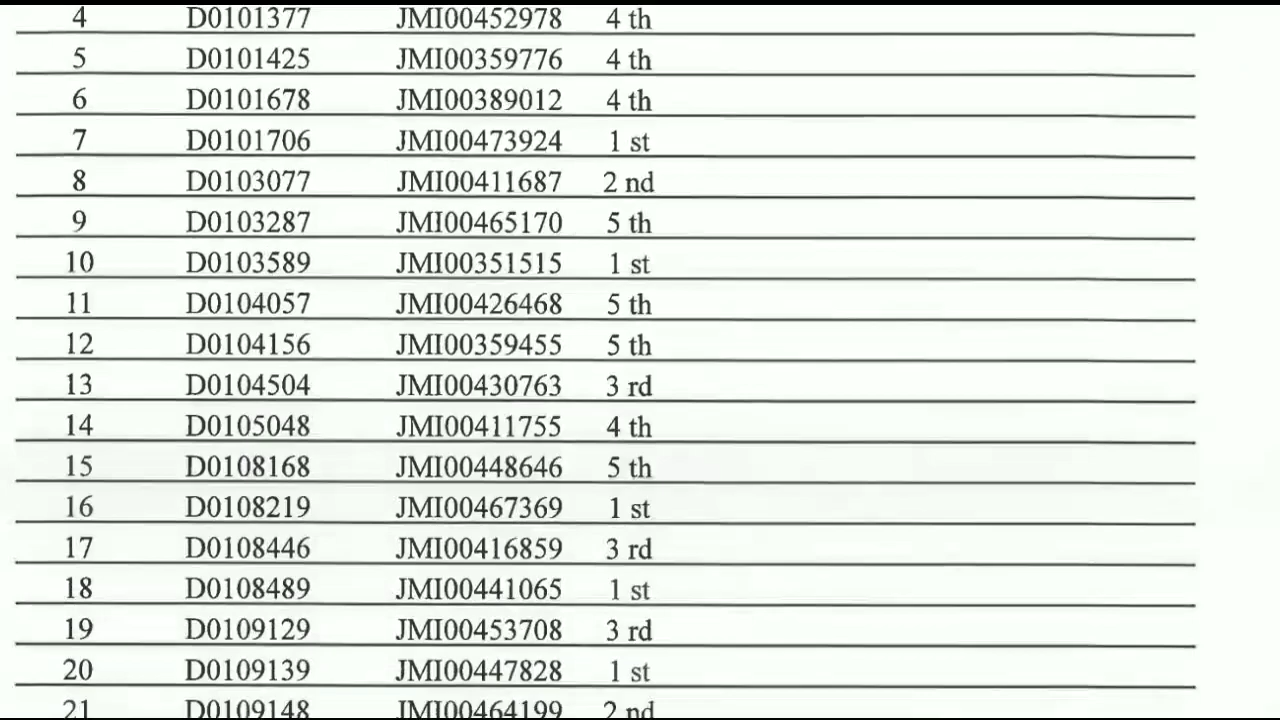 4 D0101377 JMI00452978 4 th
5 D0101425 JMI00359776 4 th
6 D0101678 JMI00389012 4 th
7 D0101706 JMI00473924 1 st
8 D0103077 JMI00411687 2 nd
9 D0103287 JMI00465170 5 th
10 D0103589 JMI00351515 1 st
11 D0104057 JMI00426468 5 th
12 D0104156 JMI00359455 5 th
13 D0104504 JMI00430763 3 rd
14 D0105048 JMI00411755 4 th
15 D0108168 JMI00448646 5 th
16 D0108219 JMI00467369 1 st
17 D0108446 JMI00416859 3 rd
18 D0108489 JMI00441065 1 st
19 D0109129 JMI00453708 3 rd
20 D0109139 JMI00447828 1 st
21 D0109148 JMI00464199 2 nd